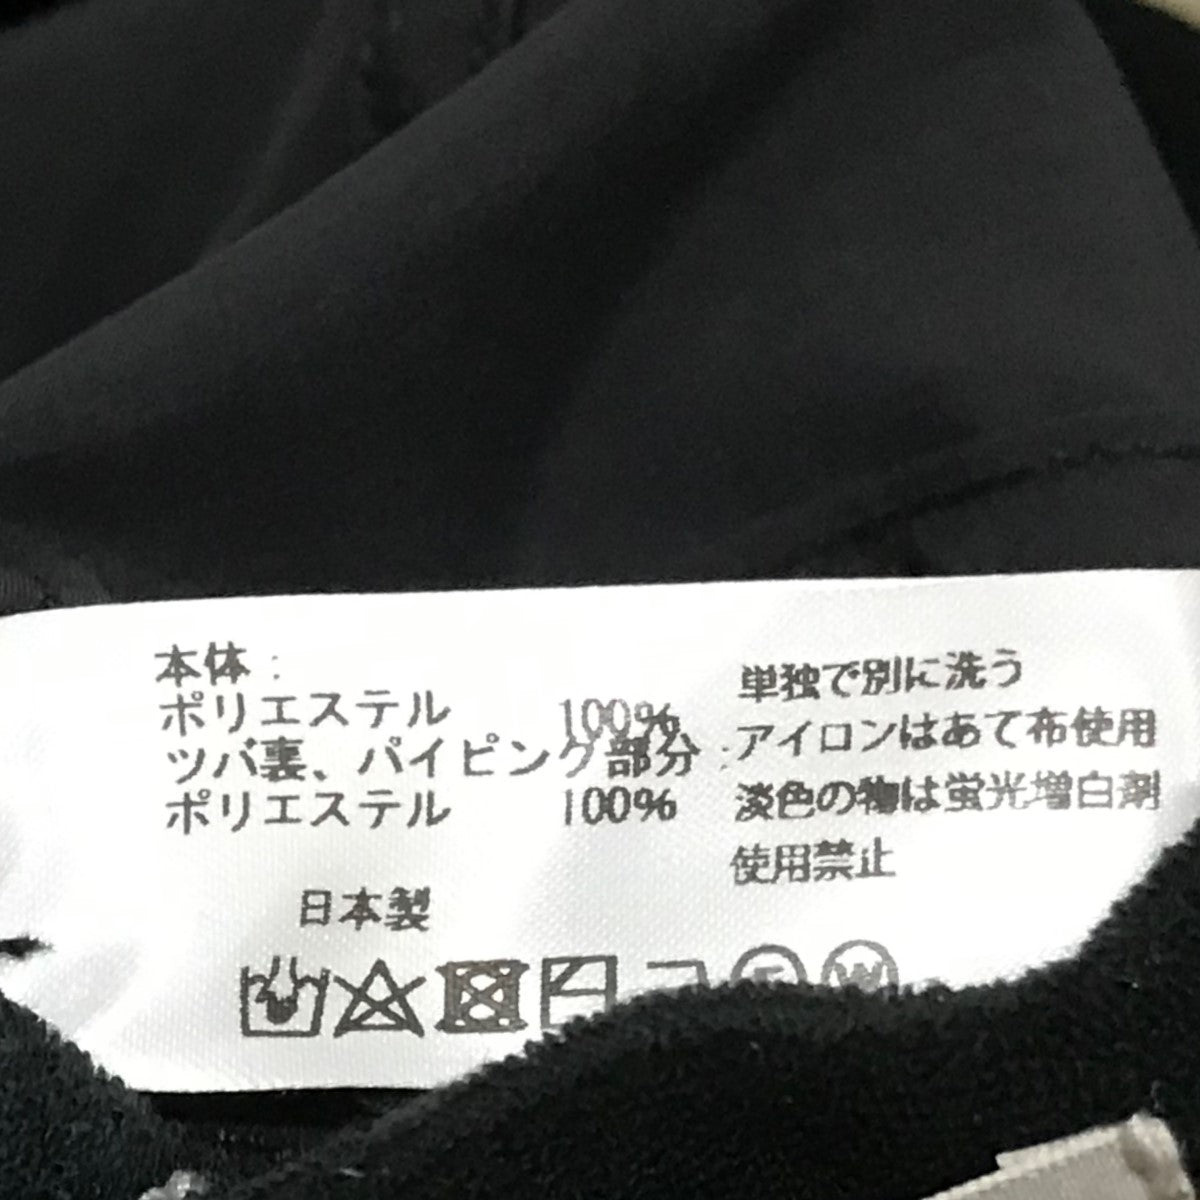 本体:
ポリエステル 100%
ツバ裏、パイピング部分:
ポリエステル 100%
日本製
単独で別に洗う
アイロンはあて布使用
淡色の物は蛍光増白剤
使用禁止
W